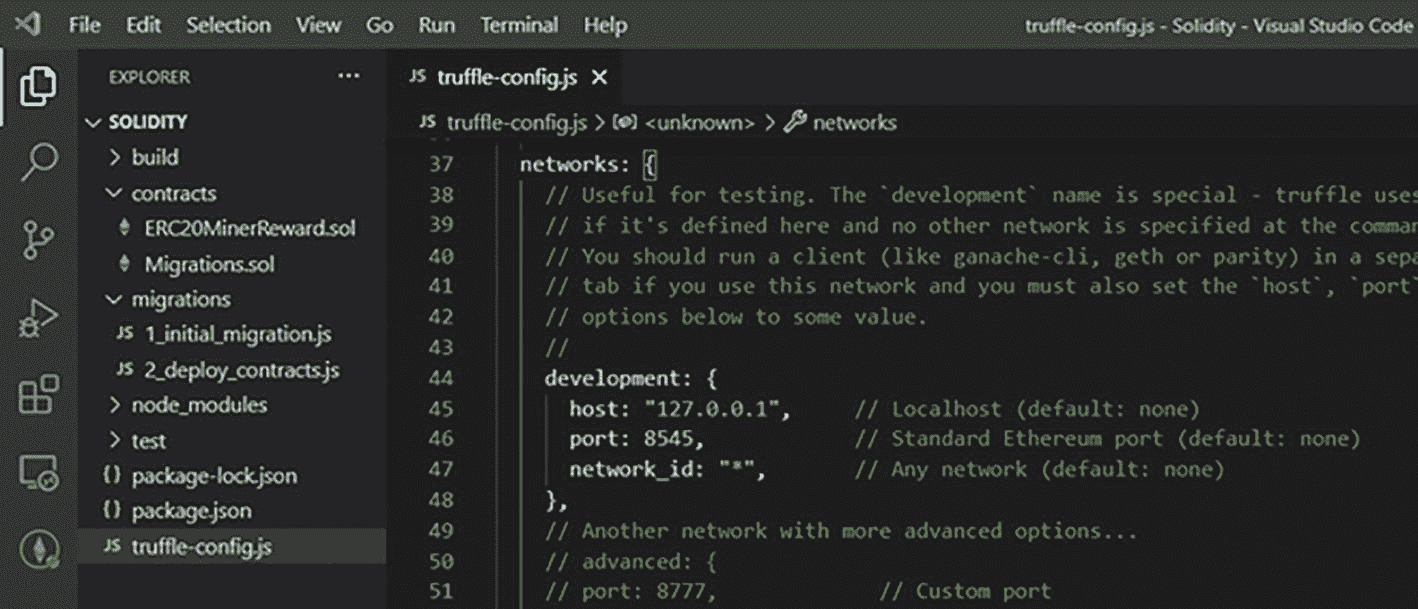 File Edit Selection View Go Run Terminal Help truffle-config.js - Solidity - Visual Studio Code
EXPLORER ...
SOLIDITY
build
contracts
ERC20MinerReward.sol
Migrations.sol
migrations
JS 1_initial_migration.js
JS 2_deploy_contracts.js
node_modules
test
{} package-lock.json
{} package.json
JS truffle-config.js
JS truffle-config.js ×
JS truffle-config.js > <unknown> > networks
37 networks: {
38 // Useful for testing. The `development` name is special - truffle uses
39 // if it's defined here and no other network is specified at the comman
40 // You should run a client (like ganache-cli, geth or parity) in a sepa
41 // tab if you use this network and you must also set the `host`, `port`
42 // options below to some value.
43 //
44 development: {
45 host: "127.0.0.1", // Localhost (default: none)
46 port: 8545, // Standard Ethereum port (default: none)
47 network_id: "*", // Any network (default: none)
48 },
49 // Another network with more advanced options...
50 // advanced: {
51 // port: 8777, // Custom port